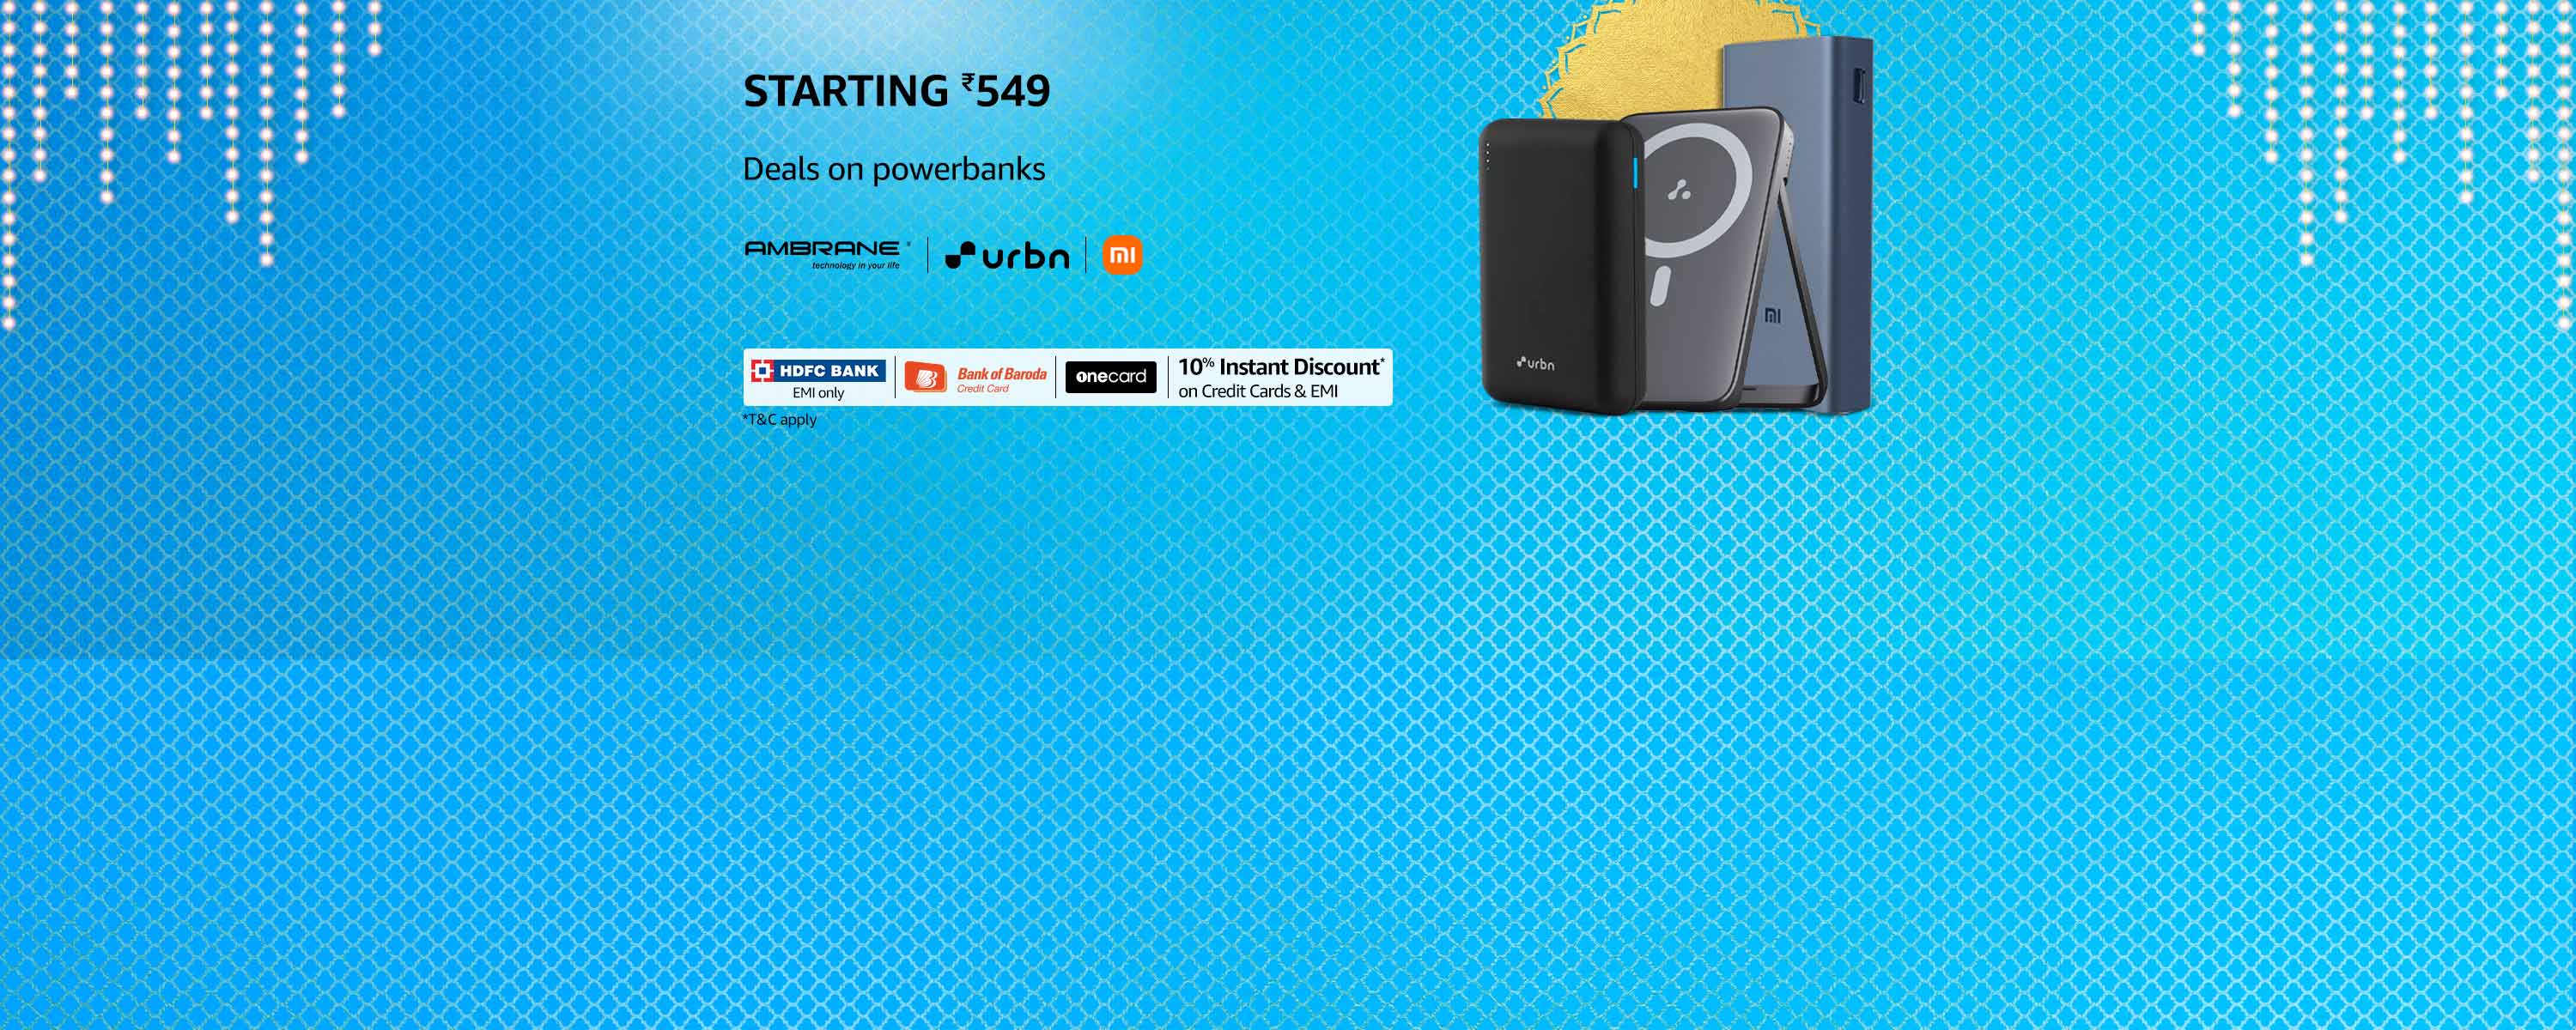 STARTING ₹549
Deals on powerbanks
AMBRANE
technology in your life
urbn
mi
HDFC BANK
EMI only
Bank of Baroda
Credit Card
onecard
10% Instant Discount*
on Credit Cards & EMI
*T&C apply
urbn
mi